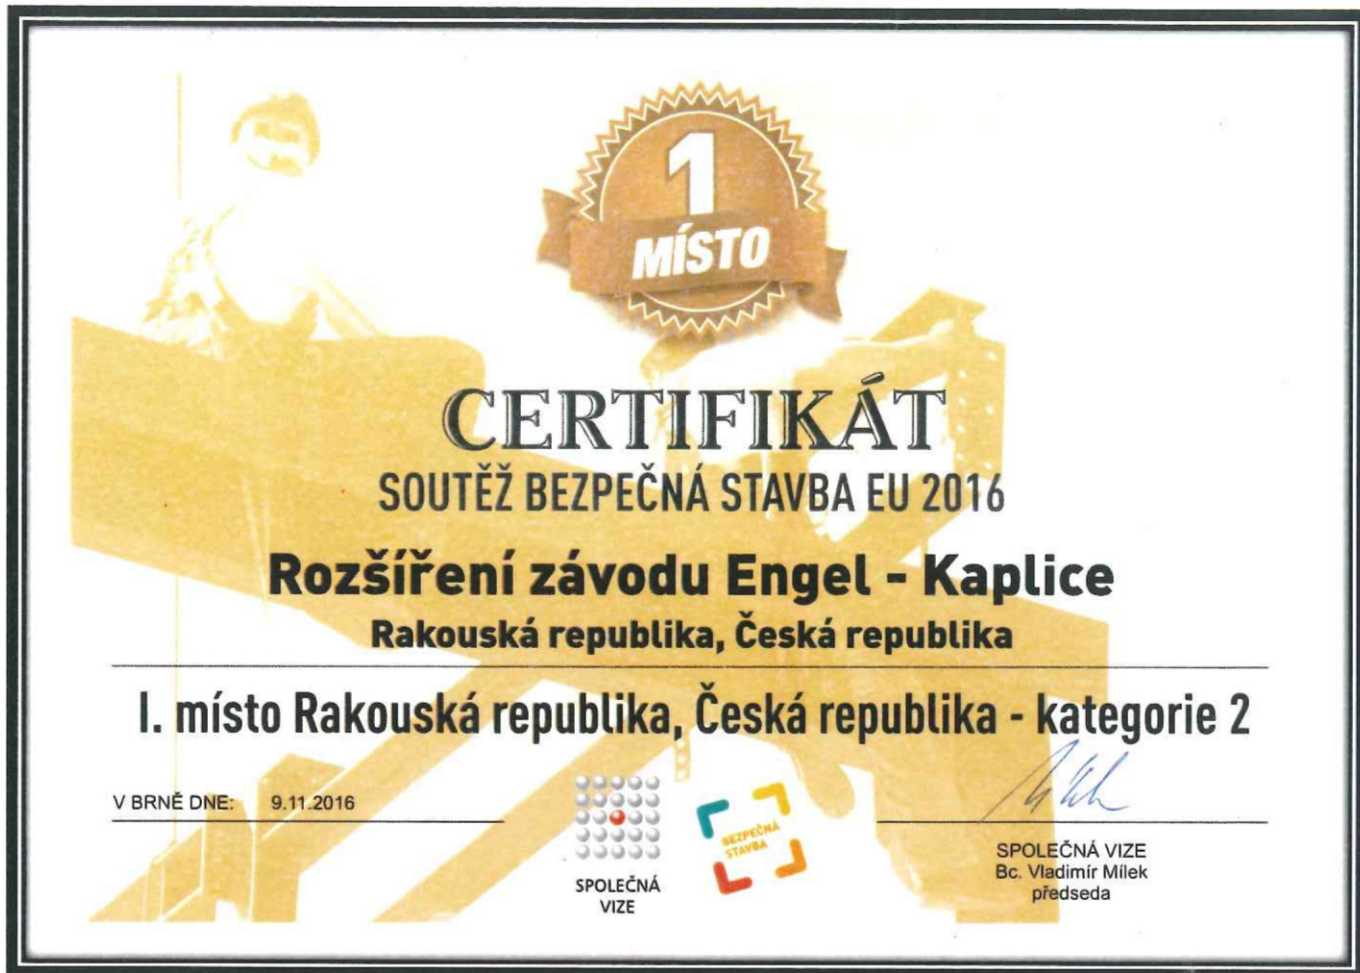 1
MÍSTO
CERTIFIKÁT
SOUTĚŽ BEZPEČNÁ STAVBA EU 2016
Rozšíření závodu Engel - Kaplice
Rakouská republika, Česká republika
I. místo Rakouská republika, Česká republika - kategorie 2
V BRNĚ DNE: 9.11.2016
SPOLEČNÁ
VIZE
BEZPEČNÁ
STAVBA
SPOLEČNÁ VIZE
Bc. Vladimír Mílek
předseda